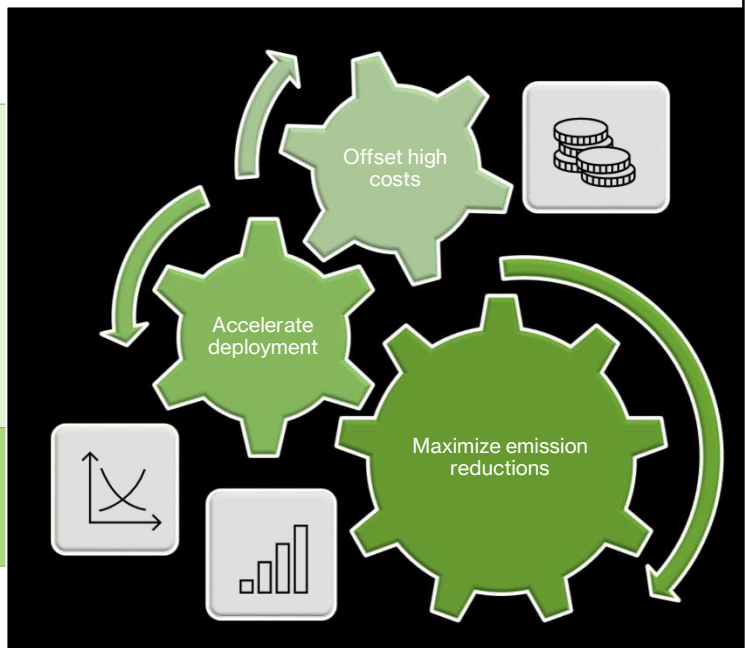 Offset high
costs
Accelerate
deployment
Maximize emission
reductions